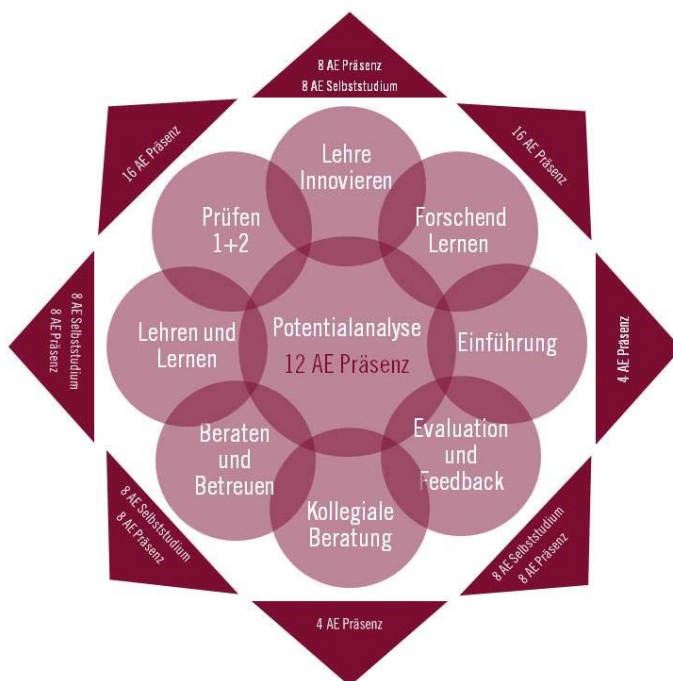 8 AE Präsenz
8 AE Selbststudium
16 AE Präsenz
16 AE Präsenz
Lehre
Innovieren
Prüfen
1+2
Forschend
Lernen
8 AE Selbststudium
8 AE Präsenz
Lehren und
Lernen
Potentialanalyse
12 AE Präsenz
Einführung
4 AE Präsenz
Beraten
und
Betreuen
Evaluation
und
Feedback
Kollegiale
Beratung
8 AE Selbststudium
8 AE Präsenz
8 AE Selbststudium
8 AE Präsenz
4 AE Präsenz